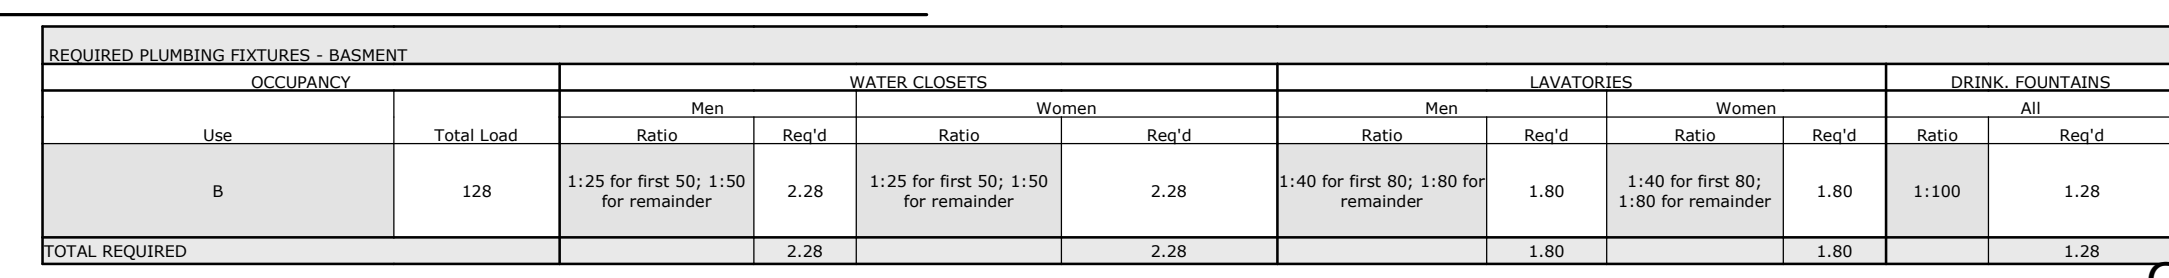 REQUIRED PLUMBING FIXTURES - BASMENT
OCCUPANCY WATER CLOSETS LAVATORIES DRINK. FOUNTAINS
Men Women Men Women All
Use Total Load Ratio Req'd Ratio Req'd Ratio Req'd Ratio Req'd Ratio Req'd
B 128 1:25 for first 50; 1:50 for remainder 2.28 1:25 for first 50; 1:50 for remainder 2.28 1:40 for first 80; 1:80 for remainder 1.80 1:40 for first 80; 1:80 for remainder 1.80 1:100 1.28
TOTAL REQUIRED 2.28 2.28 1.80 1.80 1.28